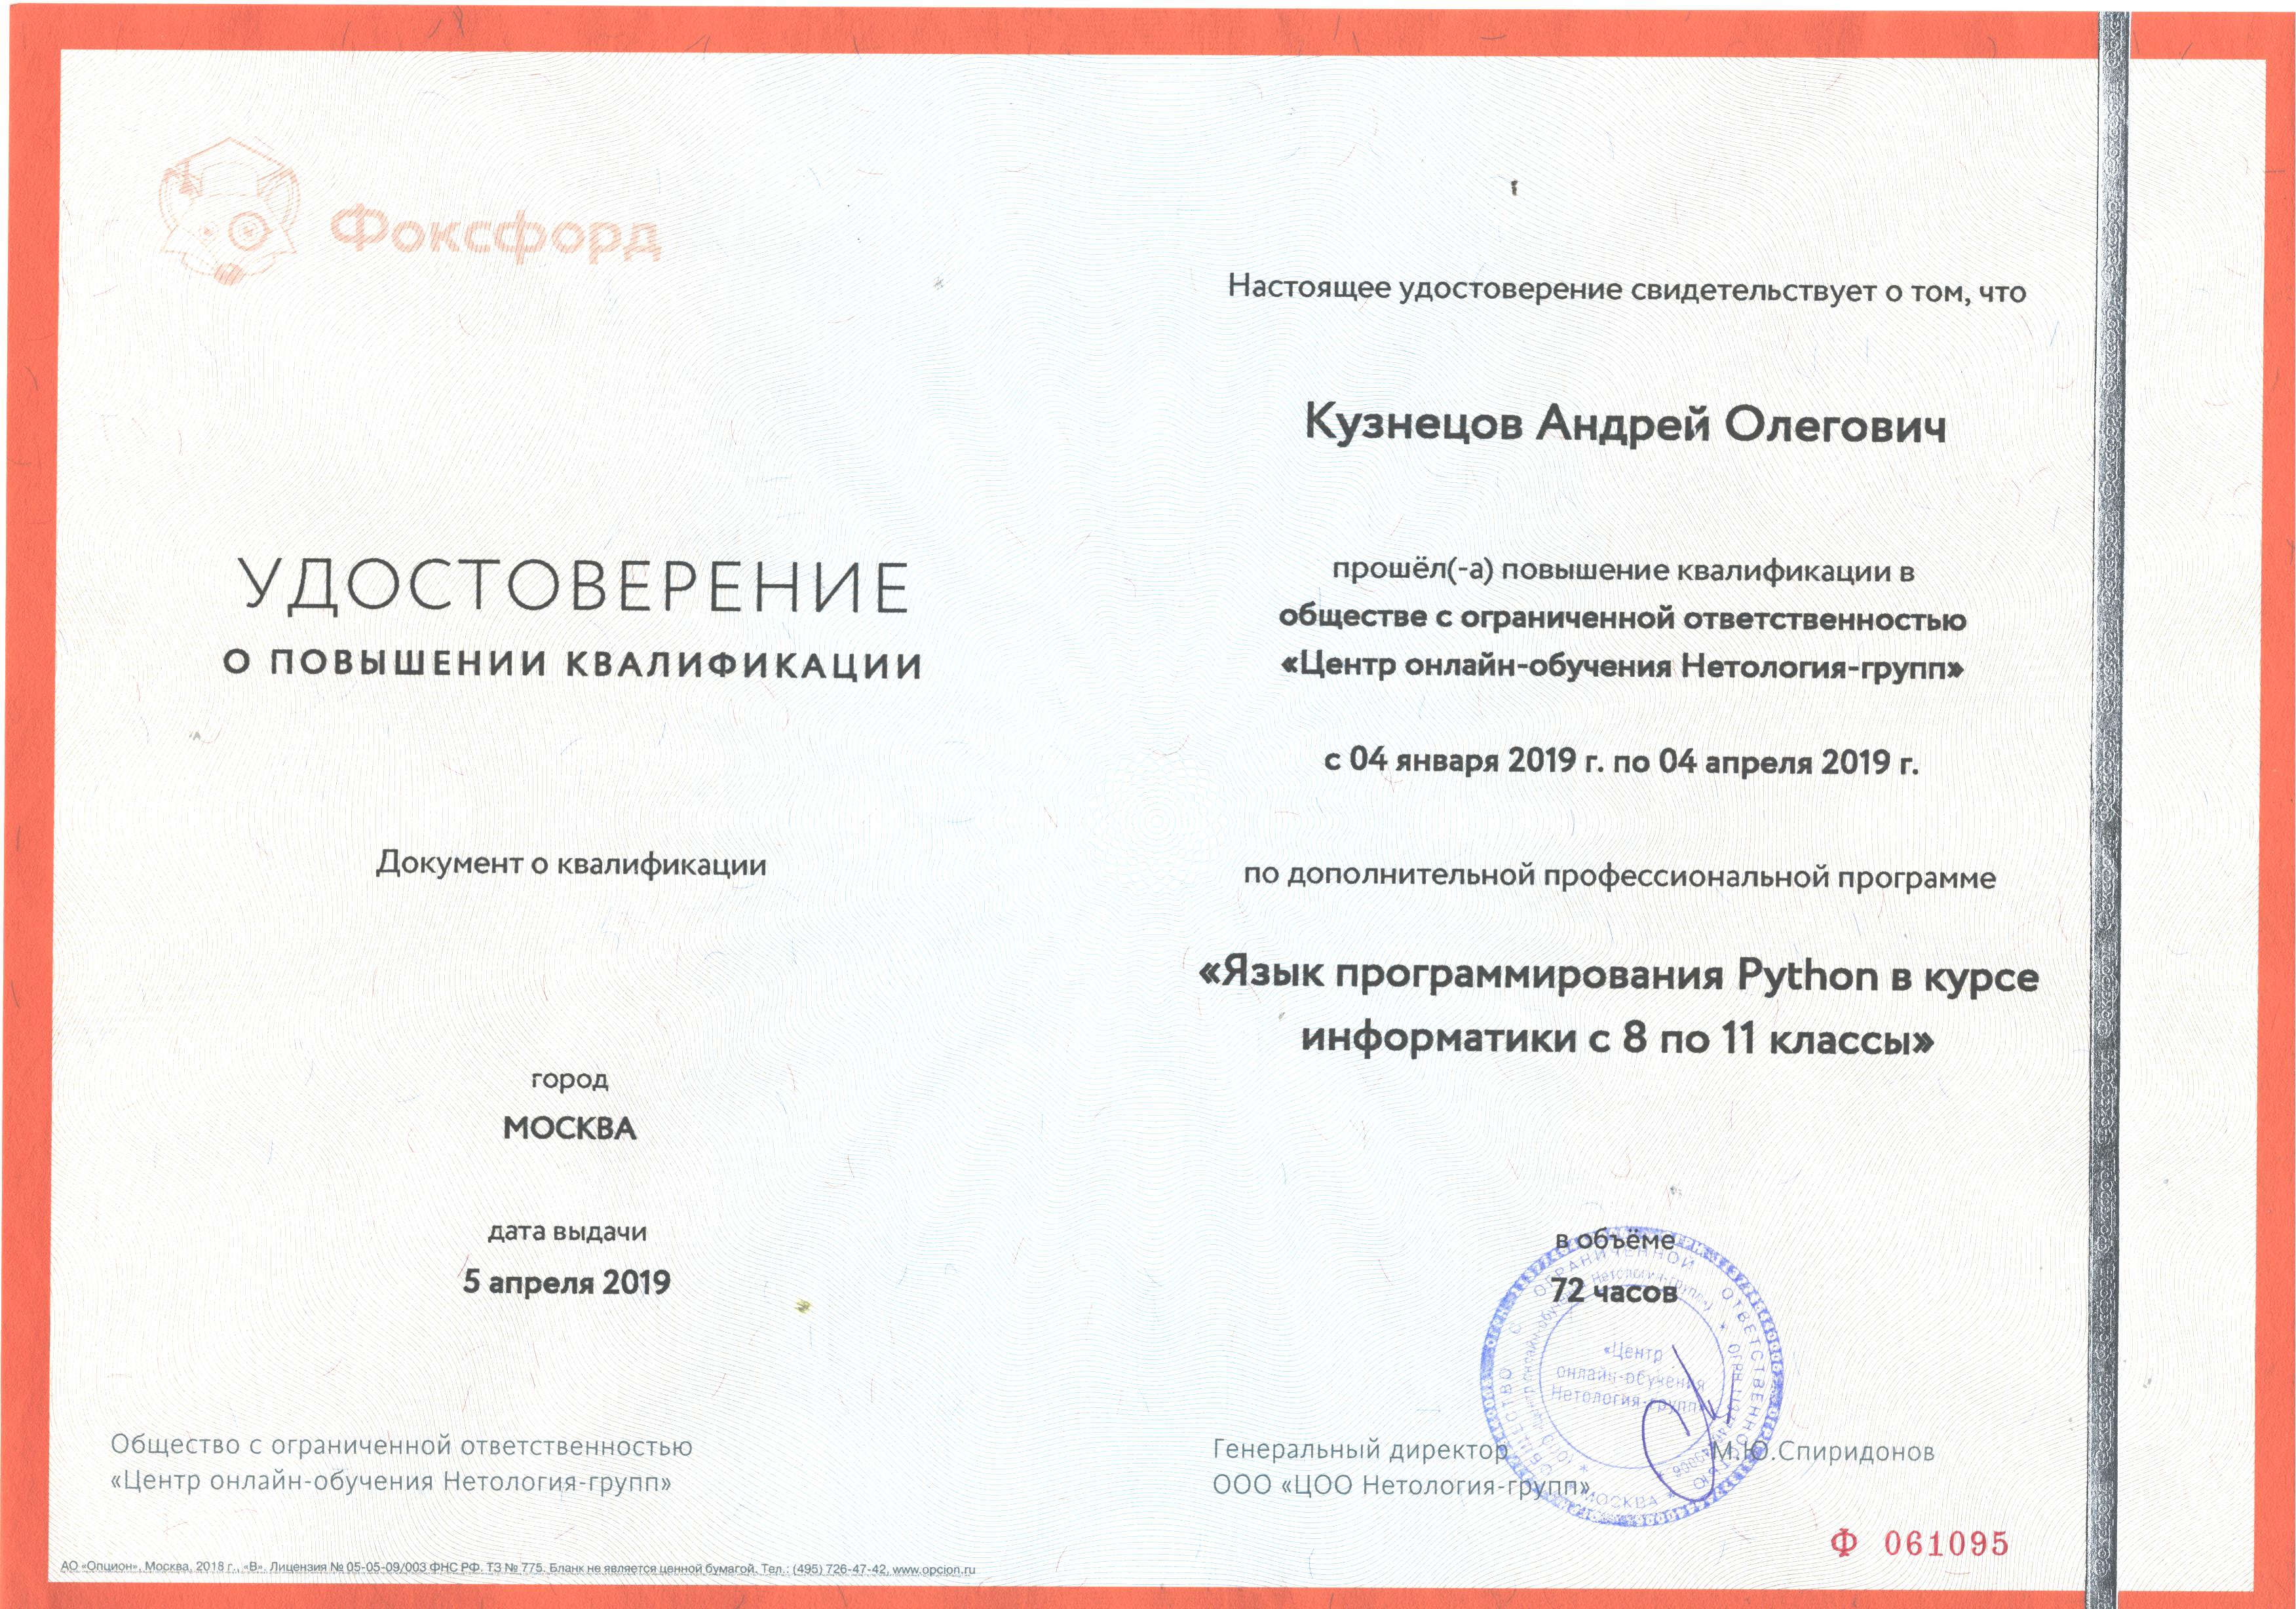 Фоксфорд
УДОСТОВЕРЕНИЕ
О ПОВЫШЕНИИ КВАЛИФИКАЦИИ
Документ о квалификации
город
МОСКВА
дата выдачи
5 апреля 2019
Общество с ограниченной ответственностью
«Центр онлайн-обучения Нетология-групп»
АО «Опцион», Москва, 2018 г., «В». Лицензия № 05-05-09/003 ФНС РФ. ТЗ № 775. Бланк не является ценной бумагой. Тел.: (495) 726-47-42, www.opcion.ru
Настоящее удостоверение свидетельствует о том, что
Кузнецов Андрей Олегович
прошёл(-а) повышение квалификации в
обществе с ограниченной ответственностью
«Центр онлайн-обучения Нетология-групп»
с 04 января 2019 г. по 04 апреля 2019 г.
по дополнительной профессиональной программе
«Язык программирования Python в курсе
информатики с 8 по 11 классы»
в объёме
72 часов
ОБЩЕСТВО С ОГРАНИЧЕННОЙ ОТВЕТСТВЕННОСТЬЮ
МОСКВА
«Центр
онлайн-обучения
Нетология-групп»
Генеральный директор
ООО «ЦОО Нетология-групп»
М.Ю.Спиридонов
Ф 061095